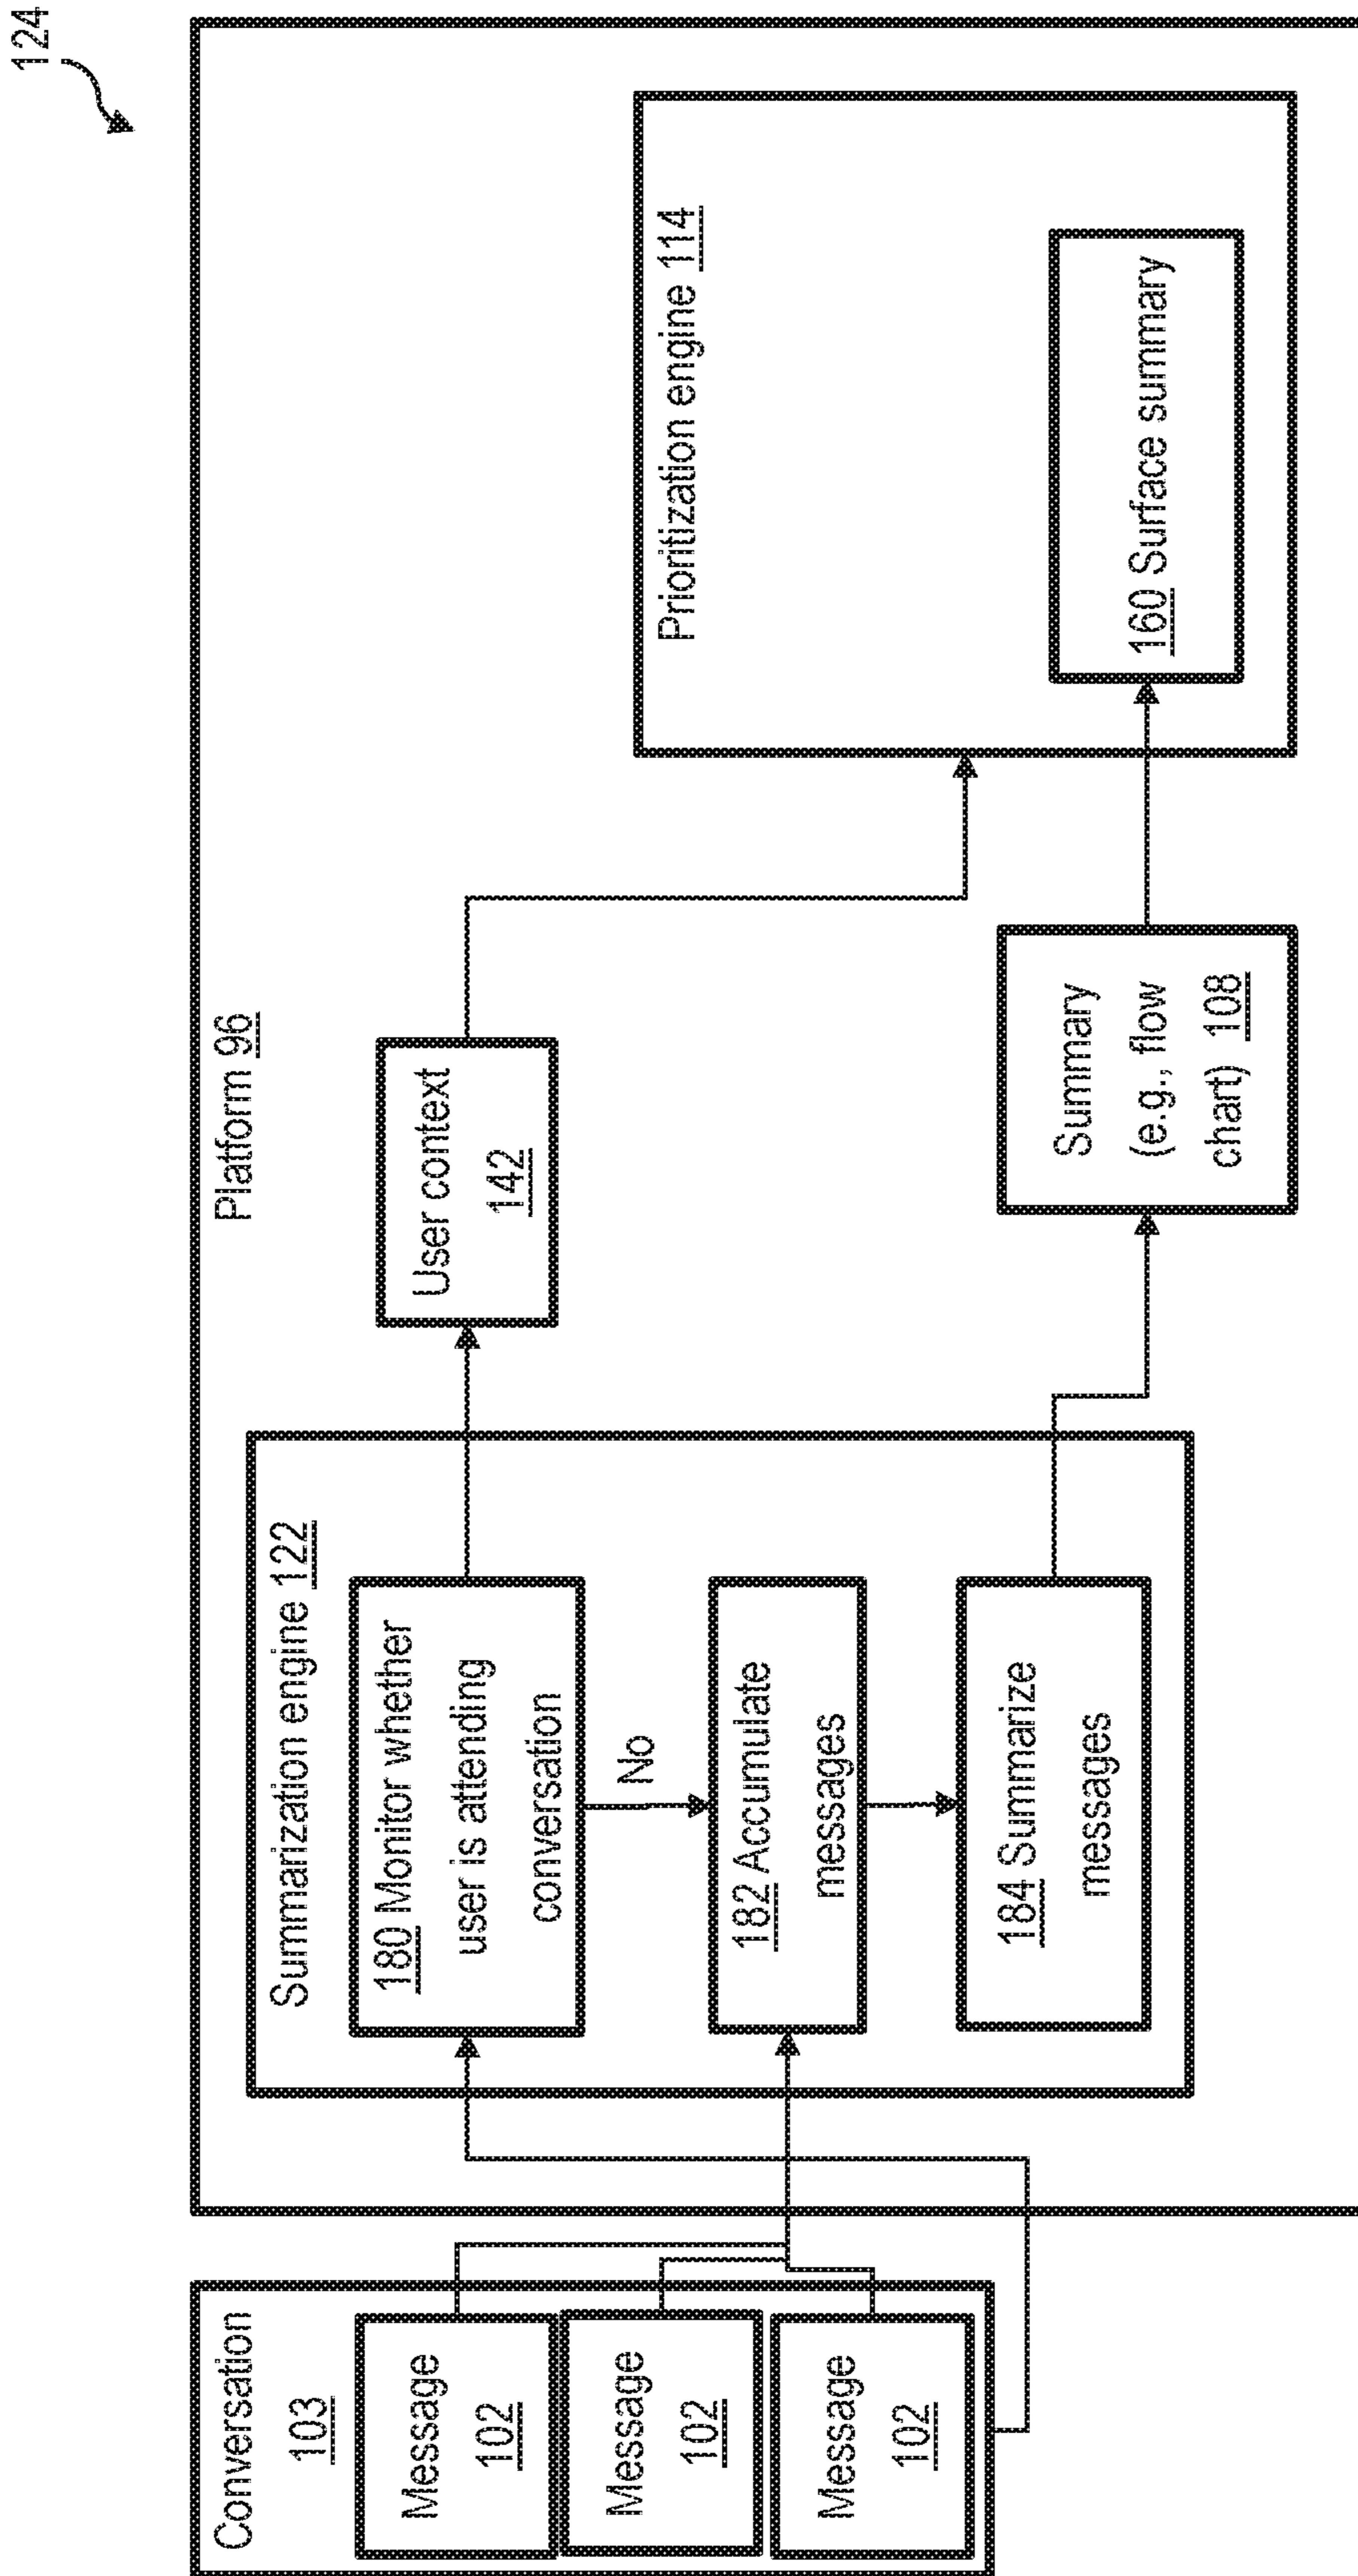 124
Platform 96
Conversation
103
Message
102
Message
102
Message
102
Summarization engine 122
180 Monitor whether
user is attending
conversation
No
182 Accumulate
messages
184 Summarize
messages
User context
142
Summary
(e.g., flow
chart) 108
Prioritization engine 114
160 Surface summary